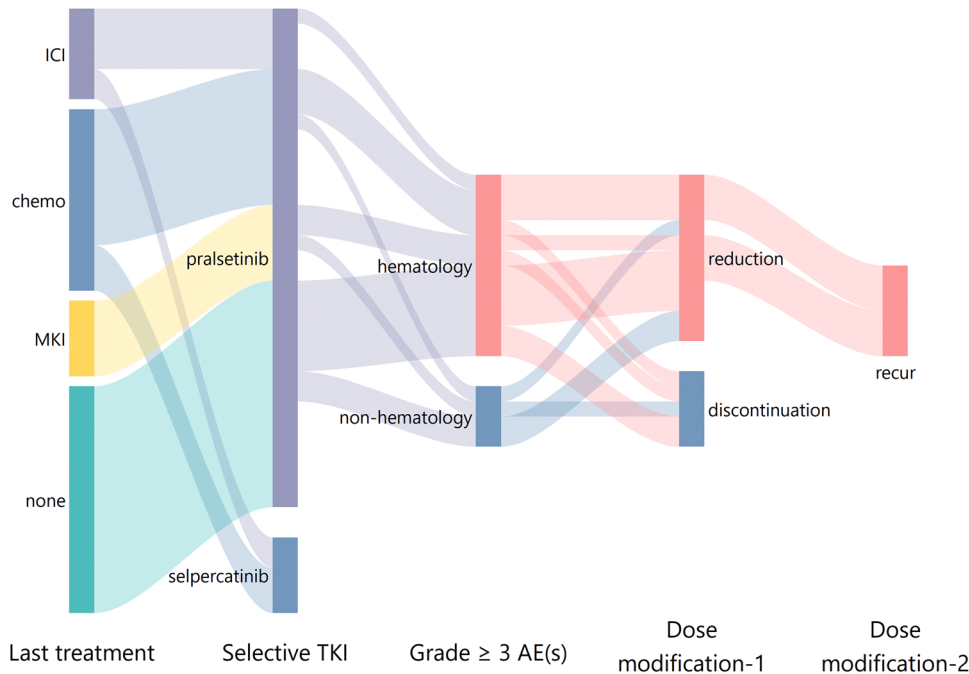 ICI
chemo
MKI
none
pralsetinib
selpercatinib
hematology
non-hematology
reduction
discontinuation
recur
Last treatment
Selective TKI
Grade ≥ 3 AE(s)
Dose
modification-1
Dose
modification-2